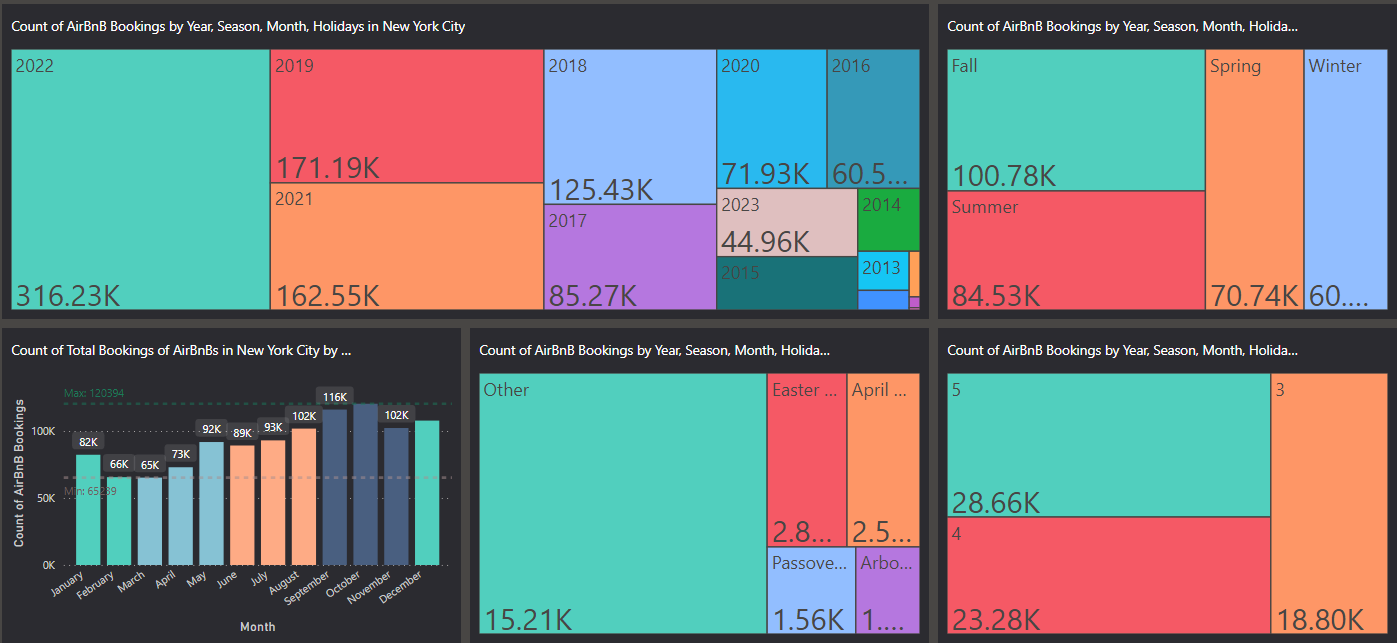 Count of AirBnB Bookings by Year, Season, Month, Holidays in New York City
2022
316.23K
2019
171.19K
2021
162.55K
2018
125.43K
2017
85.27K
2020
71.93K
2016
60.5...
2023
44.96K
2015
2014
2013
Count of AirBnB Bookings by Year, Season, Month, Holida...
Fall
100.78K
Summer
84.53K
Spring
70.74K
Winter
60....
Count of Total Bookings of AirBnBs in New York City by ...
Count of AirBnB Bookings
100K
50K
0K
Max: 120394
Min: 65239
82K
66K
65K
73K
92K
89K
93K
102K
116K
102K
January
February
March
April
May
June
July
August
September
October
November
December
Month
Count of AirBnB Bookings by Year, Season, Month, Holida...
Other
15.21K
Easter ...
2.8...
April ...
2.5...
Passove...
1.56K
Arbo...
1....
Count of AirBnB Bookings by Year, Season, Month, Holida...
5
28.66K
4
23.28K
3
18.80K